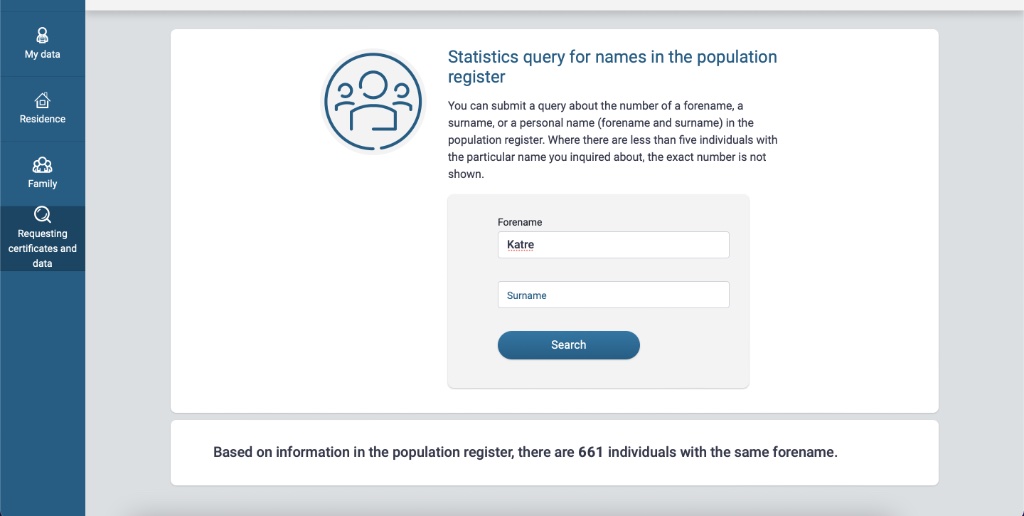 My data
Residence
Family
Requesting
certificates and
data
Statistics query for names in the population
register
You can submit a query about the number of a forename, a
surname, or a personal name (forename and surname) in the
population register. Where there are less than five individuals with
the particular name you inquired about, the exact number is not
shown.
Forename
Katre
Surname
Search
Based on information in the population register, there are 661 individuals with the same forename.